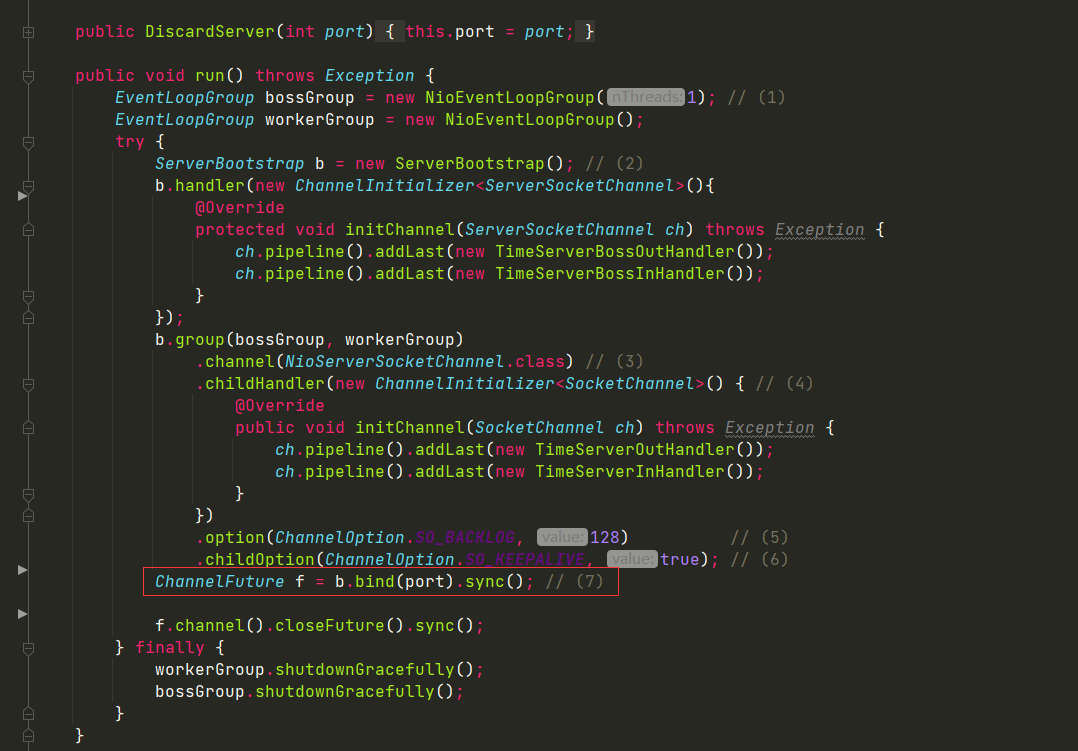 public DiscardServer(int port) { this.port = port; }
public void run() throws Exception {
EventLoopGroup bossGroup = new NioEventLoopGroup( nThreads: 1); // (1)
EventLoopGroup workerGroup = new NioEventLoopGroup();
try {
ServerBootstrap b = new ServerBootstrap(); // (2)
b.handler(new ChannelInitializer<ServerSocketChannel>(){
@Override
protected void initChannel(ServerSocketChannel ch) throws Exception {
ch.pipeline().addLast(new TimeServerBossOutHandler());
ch.pipeline().addLast(new TimeServerBossInHandler());
}
});
b.group(bossGroup, workerGroup)
.channel(NioServerSocketChannel.class) // (3)
.childHandler(new ChannelInitializer<SocketChannel>() { // (4)
@Override
public void initChannel(SocketChannel ch) throws Exception {
ch.pipeline().addLast(new TimeServerOutHandler());
ch.pipeline().addLast(new TimeServerInHandler());
}
})
.option(ChannelOption.SO_BACKLOG, value: 128) // (5)
.childOption(ChannelOption.SO_KEEPALIVE, value: true); // (6)
ChannelFuture f = b.bind(port).sync(); // (7)
f.channel().closeFuture().sync();
} finally {
workerGroup.shutdownGracefully();
bossGroup.shutdownGracefully();
}
}